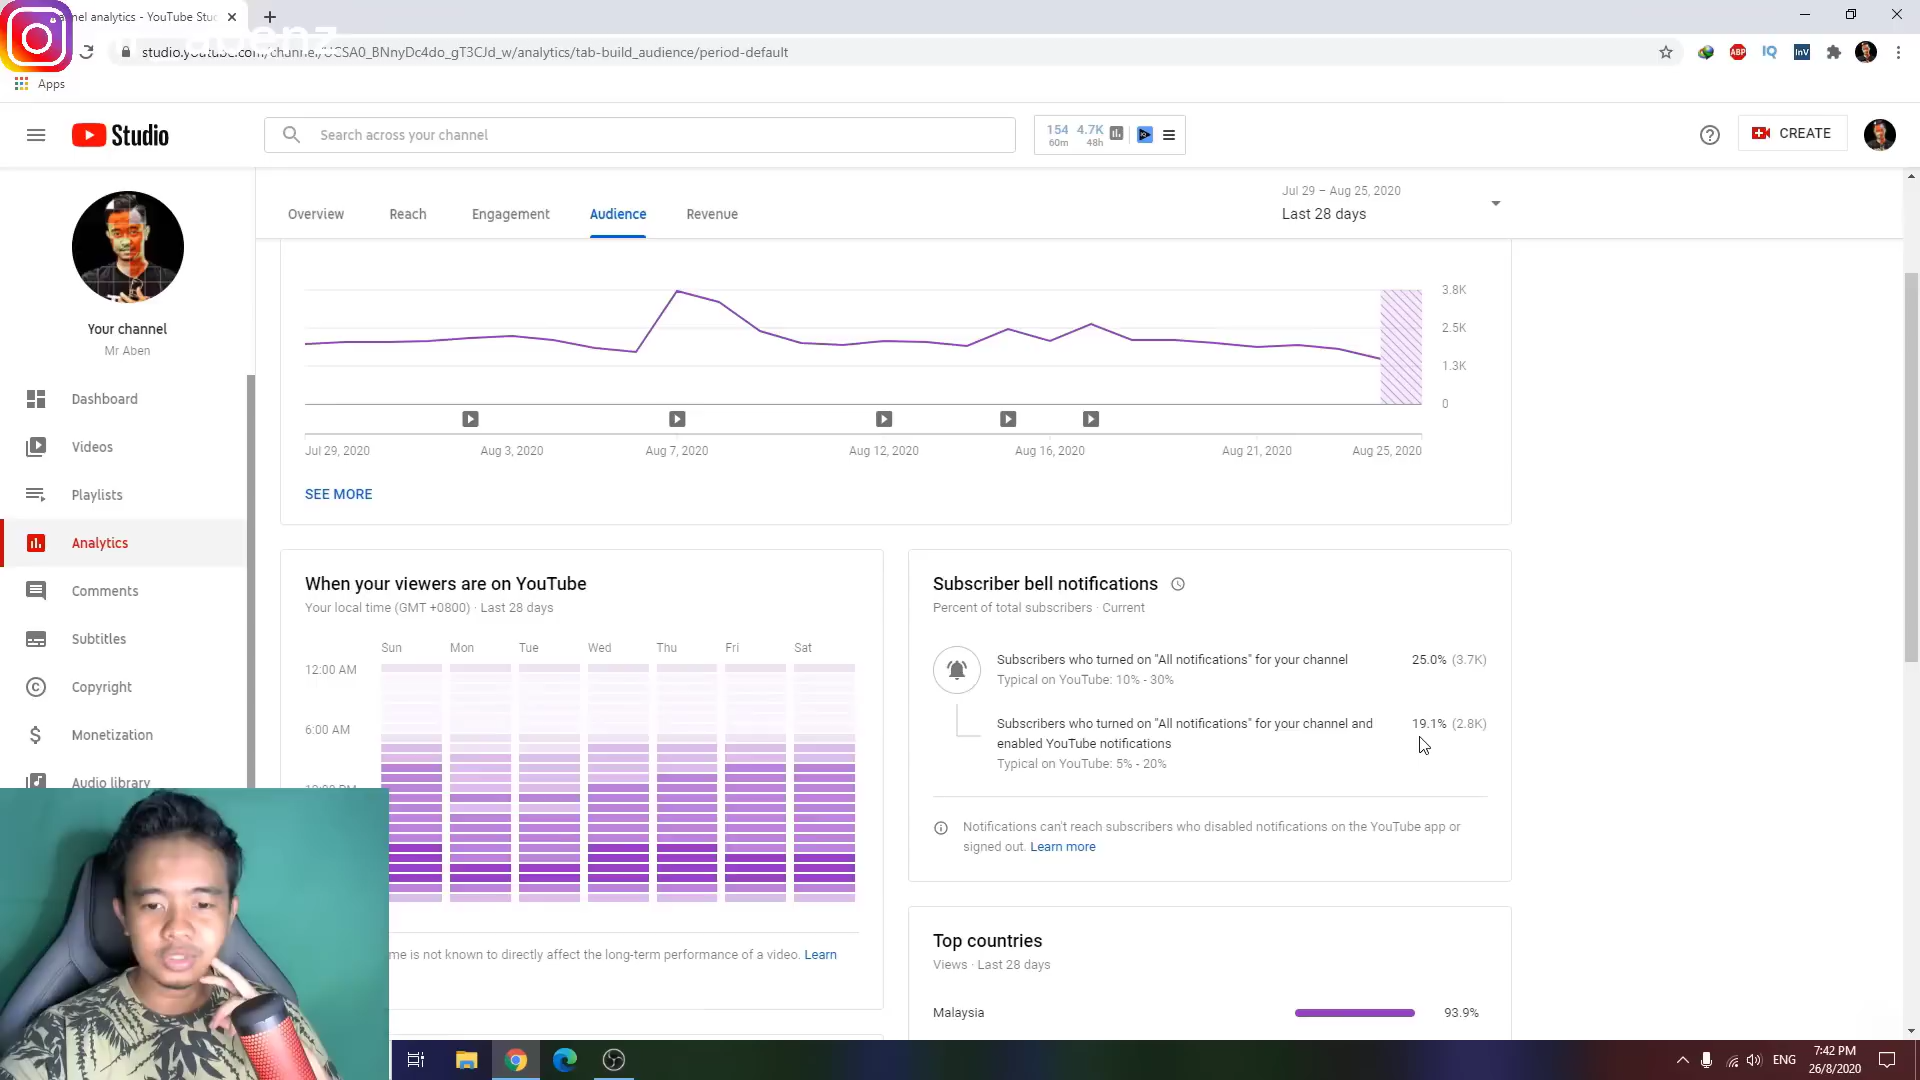 Channel analytics - YouTube Stu
studio.youtube.com/channel/UCSA0_BNnyDc4do_gT3CJd_w/analytics/tab-build_audience/period-default
ABP
IQ
InV
Apps
Studio
Search across your channel
154 4.7K
60m 48h
CREATE
Your channel
Mr Aben
Dashboard
Videos
Playlists
Analytics
Comments
Subtitles
Copyright
Monetization
Audio library
Overview Reach Engagement Audience Revenue
Jul 29 – Aug 25, 2020
Last 28 days
3.8K
2.5K
1.3K
0
Jul 29, 2020 Aug 3, 2020 Aug 7, 2020 Aug 12, 2020 Aug 16, 2020 Aug 21, 2020 Aug 25, 2020
SEE MORE
When your viewers are on YouTube
Your local time (GMT +0800) · Last 28 days
Sun Mon Tue Wed Thu Fri Sat
12:00 AM
6:00 AM
12:00 PM
me is not known to directly affect the long-term performance of a video. Learn
Subscriber bell notifications
Percent of total subscribers · Current
Subscribers who turned on "All notifications" for your channel 25.0% (3.7K)
Typical on YouTube: 10% - 30%
Subscribers who turned on "All notifications" for your channel and 19.1% (2.8K)
enabled YouTube notifications
Typical on YouTube: 5% - 20%
Notifications can't reach subscribers who disabled notifications on the YouTube app or
signed out. Learn more
Top countries
Views · Last 28 days
Malaysia 93.9%
ENG
7:42 PM
26/8/2020